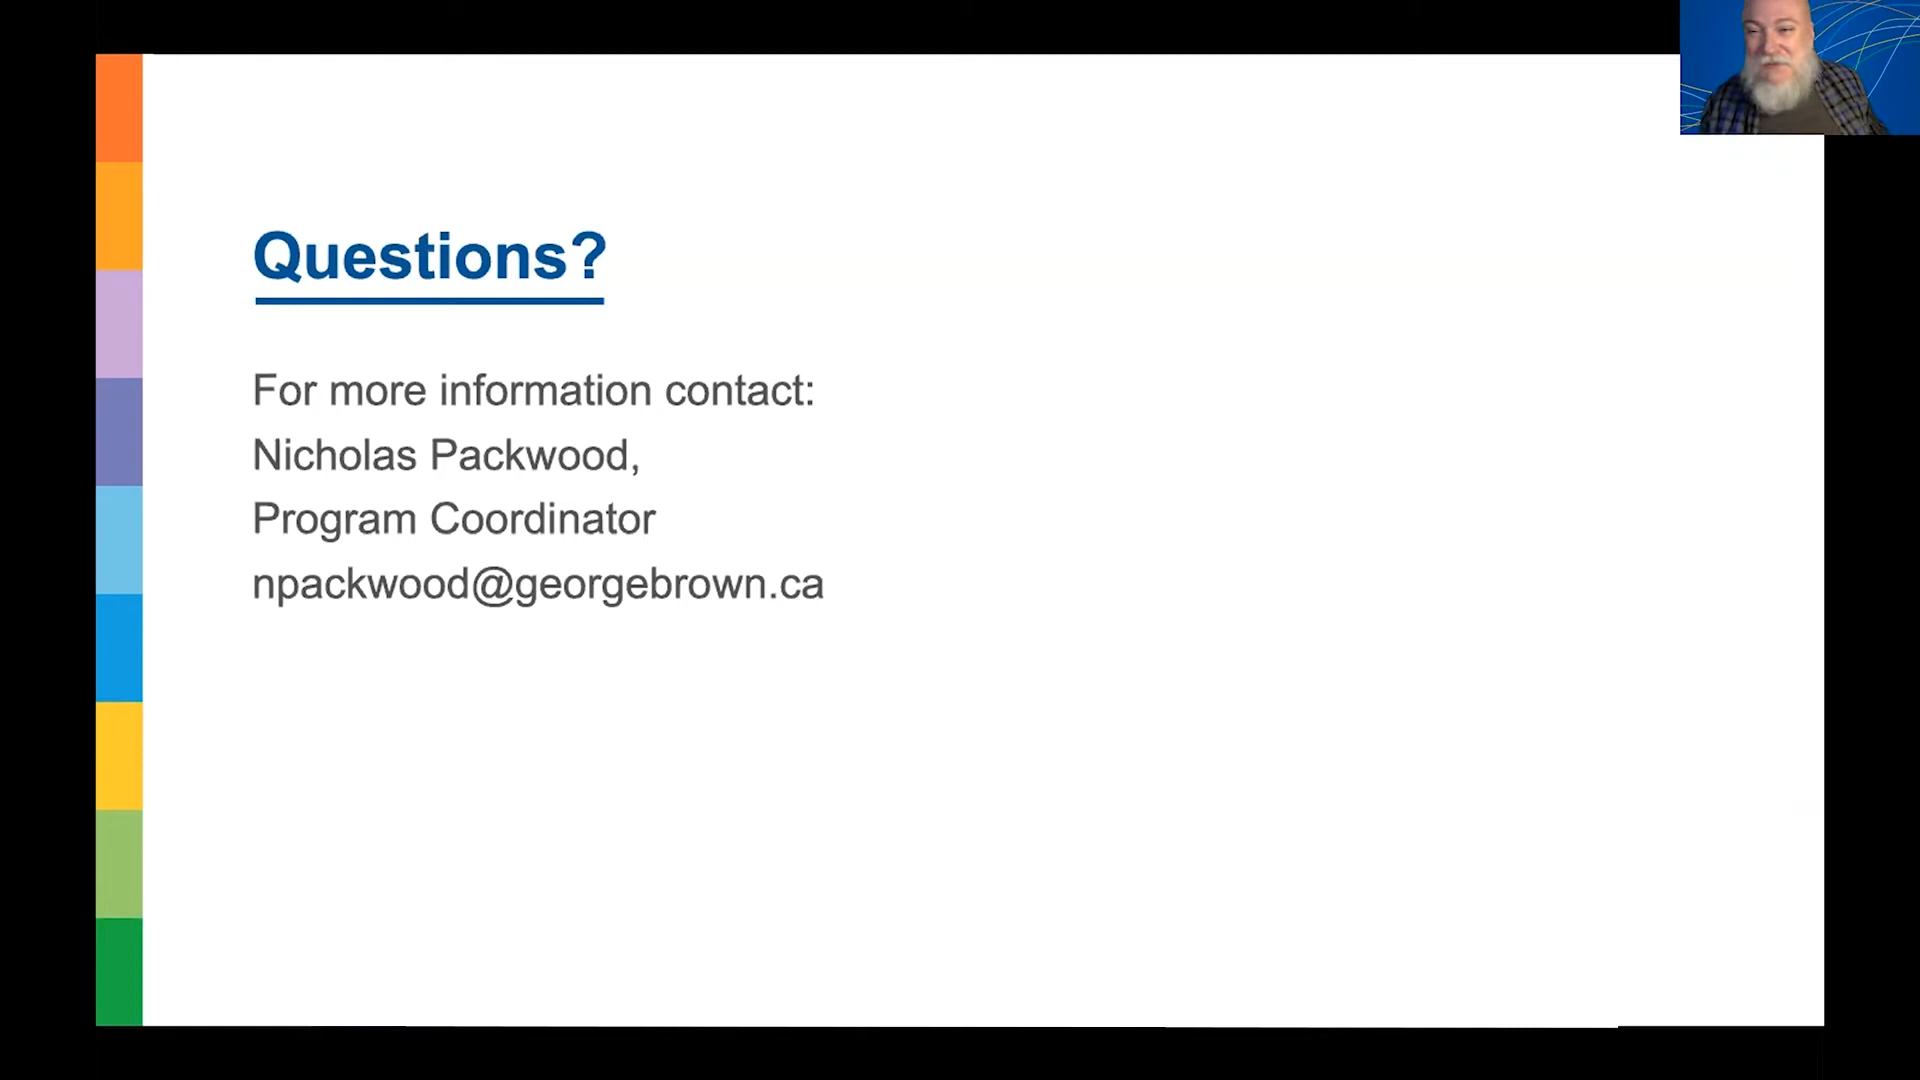 Questions?
For more information contact:
Nicholas Packwood,
Program Coordinator
npackwood@georgebrown.ca